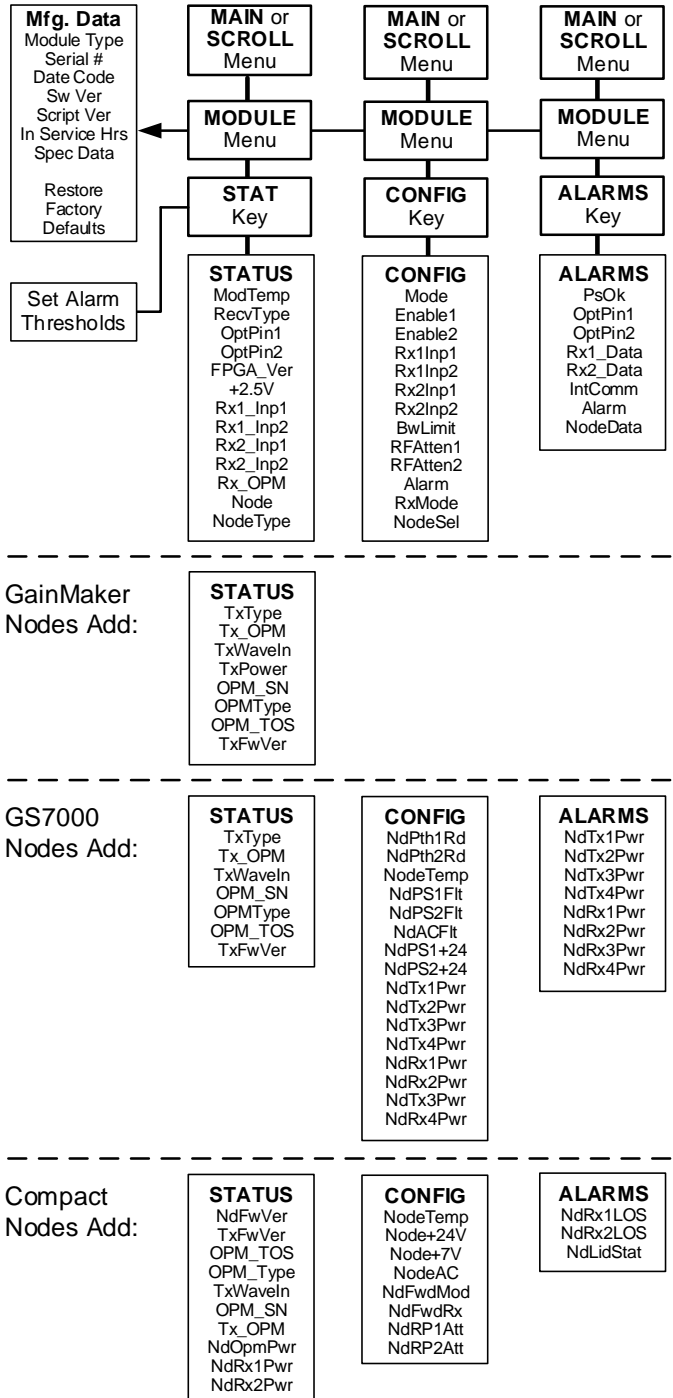 Mfg. Data
Module Type
Serial #
Date Code
Sw Ver
Script Ver
In Service Hrs
Spec Data
Restore
Factory
Defaults
MAIN or
SCROLL
Menu
MODULE
Menu
STAT
Key
Set Alarm
Thresholds
STATUS
ModTemp
RecvType
OptPin1
OptPin2
FPGA_Ver
+2.5V
Rx1_Inp1
Rx1_Inp2
Rx2_Inp1
Rx2_Inp2
Rx_OPM
Node
NodeType
MAIN or
SCROLL
Menu
MODULE
Menu
CONFIG
Key
CONFIG
Mode
Enable1
Enable2
Rx1Inp1
Rx1Inp2
Rx2Inp1
Rx2Inp2
BwLimit
RFAtten1
RFAtten2
Alarm
RxMode
NodeSel
MAIN or
SCROLL
Menu
MODULE
Menu
ALARMS
Key
ALARMS
PsOk
OptPin1
OptPin2
Rx1_Data
Rx2_Data
IntComm
Alarm
NodeData
GainMaker
Nodes Add:
STATUS
TxType
Tx_OPM
TxWaveln
TxPower
OPM_SN
OPMType
OPM_TOS
TxFwVer
GS7000
Nodes Add:
STATUS
TxType
Tx_OPM
TxWaveln
OPM_SN
OPMType
OPM_TOS
TxFwVer
CONFIG
NdPth1Rd
NdPth2Rd
NodeTemp
NdPS1Flt
NdPS2Flt
NdACFlt
NdPS1+24
NdPS2+24
NdTx1Pwr
NdTx2Pwr
NdTx3Pwr
NdTx4Pwr
NdRx1Pwr
NdRx2Pwr
NdTx3Pwr
NdRx4Pwr
ALARMS
NdTx1Pwr
NdTx2Pwr
NdTx3Pwr
NdTx4Pwr
NdRx1Pwr
NdRx2Pwr
NdRx3Pwr
NdRx4Pwr
Compact
Nodes Add:
STATUS
NdFwVer
TxFwVer
OPM_TOS
OPM_Type
TxWaveln
OPM_SN
Tx_OPM
NdOpmPwr
NdRx1Pwr
NdRx2Pwr
CONFIG
NodeTemp
Node+24V
Node+7V
NodeAC
NdFwdMod
NdFwdRx
NdRP1Att
NdRP2Att
ALARMS
NdRx1LOS
NdRx2LOS
NdLidStat